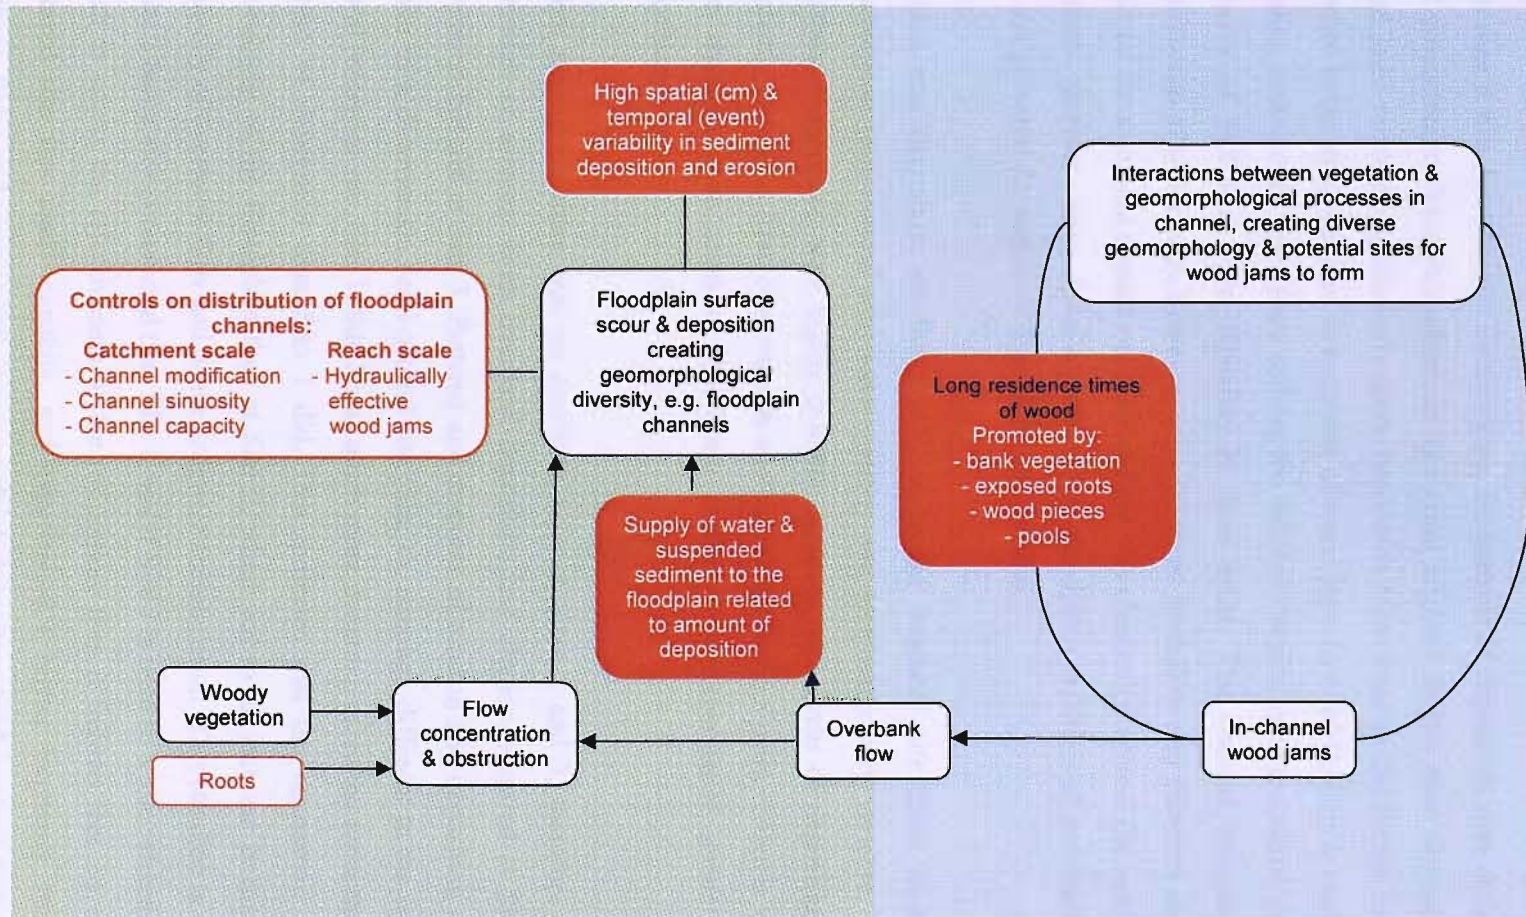 High spatial (cm) &
temporal (event)
variability in sediment
deposition and erosion
Interactions between vegetation &
geomorphological processes in
channel, creating diverse
geomorphology & potential sites for
wood jams to form
Controls on distribution of floodplain
channels:
Catchment scale
- Channel modification
- Channel sinuosity
- Channel capacity
Reach scale
- Hydraulically
effective
wood jams
Floodplain surface
scour & deposition
creating
geomorphological
diversity, e.g. floodplain
channels
Long residence times
of wood
Promoted by:
- bank vegetation
- exposed roots
- wood pieces
- pools
Supply of water &
suspended
sediment to the
floodplain related
to amount of
deposition
Woody
vegetation
Roots
Flow
concentration
& obstruction
Overbank
flow
In-channel
wood jams